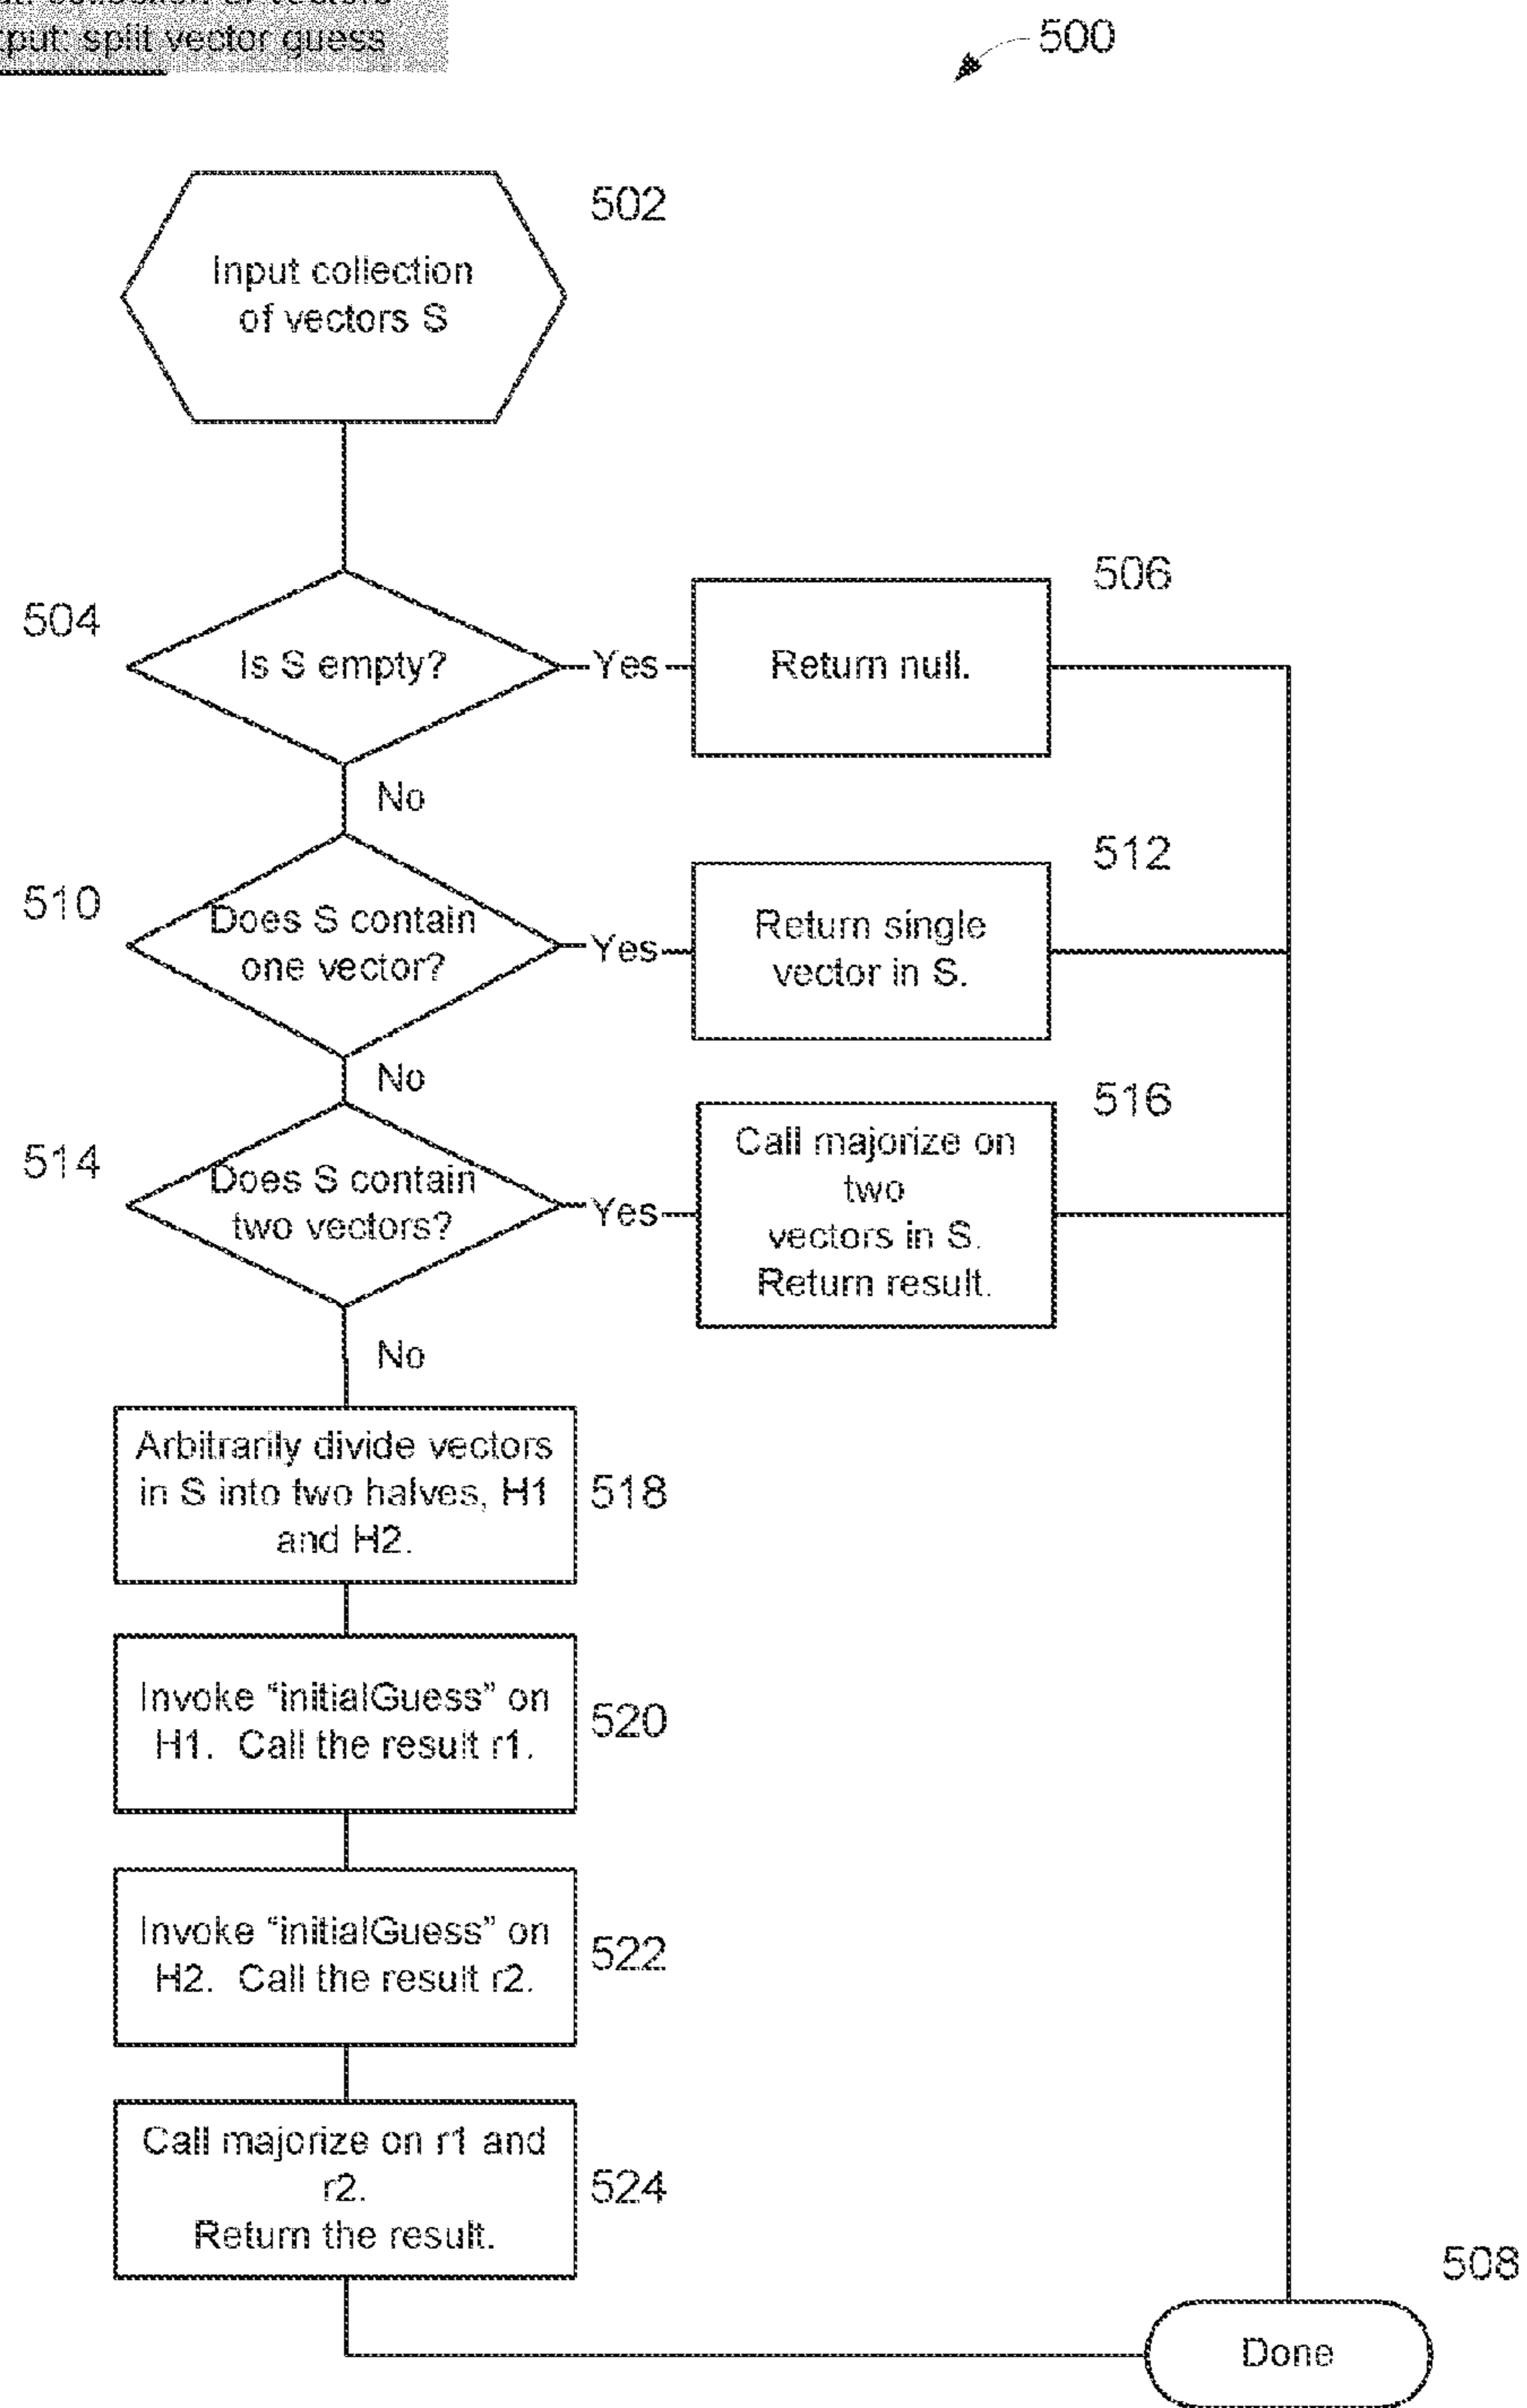 split vector guess
500
502
Input collection
of vectors S
504
Is S empty?
Yes
506
Return null.
No
510
Does S contain
one vector?
Yes
512
Return single
vector in S.
No
514
Does S contain
two vectors?
Yes
516
Call majorize on
two
vectors in S.
Return result.
No
Arbitrarily divide vectors
in S into two halves, H1
and H2.
518
Invoke “initialGuess” on
H1. Call the result r1.
520
Invoke “initialGuess” on
H2. Call the result r2.
522
Call majorize on r1 and
r2.
Return the result.
524
508
Done